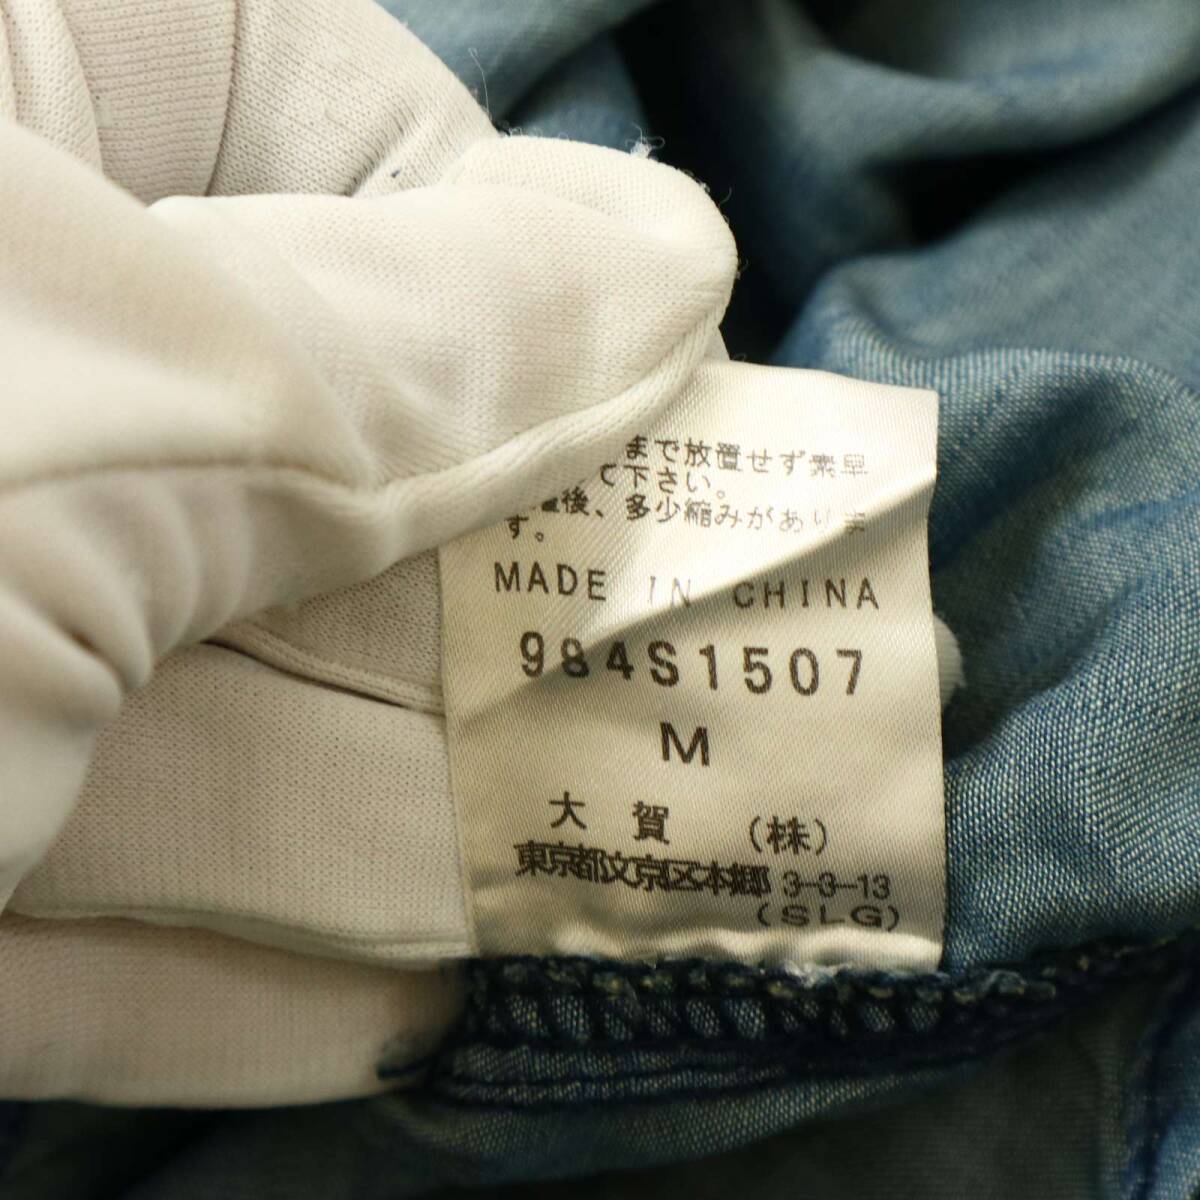 まで放置せず素早
て下さい。
後、多少縮みがありま
す。
MADE IN CHINA
984S1507
M
大賀 (株)
東京都文京区本郷 3-3-13
(SLG)